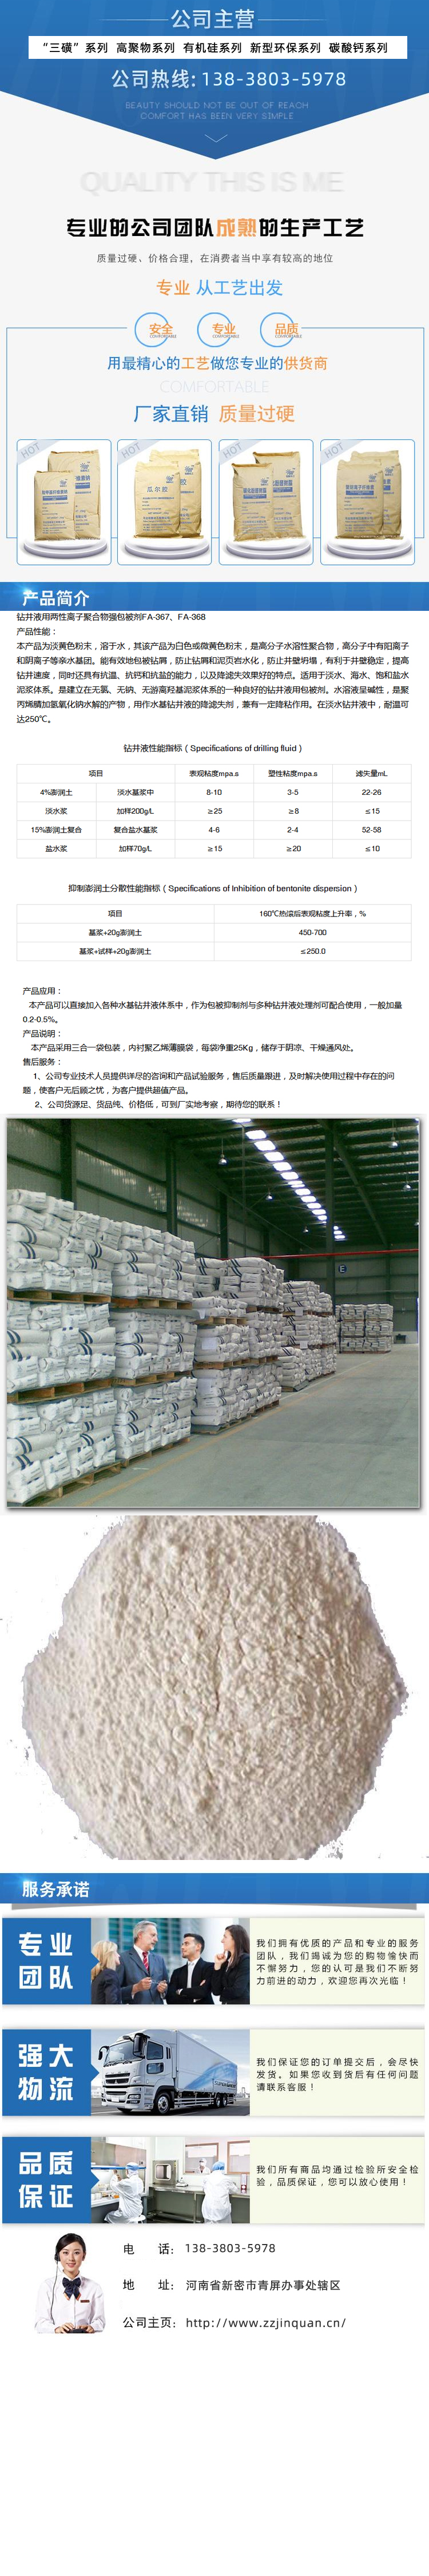 公司主营
“三磺”系列 高聚物系列 有机硅系列 新型环保系列 碳酸钙系列
公司热线: 138-3803-5978
BEAUTY SHOULD NOT BE OUT OF REACH
COMFORT HAS BEEN VERY SIMPLE
QUALITY THIS IS ME
专业的公司团队成熟的生产工艺
质量过硬、价格合理，在消费者当中享有较高的地位
专业 从工艺出发
安全 专业 品质
COMFORTABLE COMFORTABLE COMFORTABLE
用最精心的工艺做您专业的供货商
COMFORTABLE
厂家直销 质量过硬
HOT HOT HOT HOT
瓜尔胶
产品简介
钻井液用两性离子聚合物强包被剂FA-367、FA-368
产品性能：
本产品为淡黄色粉末，溶于水，其该产品为白色或微黄色粉末，是高分子水溶性聚合物，高分子中有阳离子
和阴离子等亲水基团。能有效地包被钻屑，防止钻屑和泥页岩水化，防止井壁坍塌，有利于井壁稳定，提高
钻井速度，同时还具有抗温、抗钙和抗盐的能力，以及降滤失效果好的特点。适用于淡水、海水、饱和盐水
泥浆体系。是建立在无氯、无钠、无游离羟基泥浆体系的一种良好的钻井液用包被剂。水溶液呈碱性，是聚
丙烯腈加氢氧化钠水解的产物，用作水基钻井液的降滤失剂，兼有一定降粘作用。在淡水钻井液中，耐温可
达250℃。
钻井液性能指标（Specifications of drilling fluid）
项目 表观粘度mpa.s 塑性粘度mpa.s 滤失量mL
4%膨润土 淡水基浆中 8-10 3-5 22-26
淡水浆 加样200g/L ≥25 ≥8 ≤15
15%膨润土复合 复合盐水基浆 4-6 2-4 52-58
盐水浆 加样70g/L ≥15 ≥20 ≤10
抑制膨润土分散性能指标（Specifications of Inhibition of bentonite dispersion）
项目 160℃热滚后表观粘度上升率，%
基浆+20g膨润土 450-700
基浆+试样+20g膨润土 ≤250.0
产品应用：
本产品可以直接加入各种水基钻井液体系中，作为包被抑制剂与多种钻井液处理剂可配合使用，一般加量
0.2-0.5%。
产品说明：
本产品采用三合一袋包装，内衬聚乙烯薄膜袋，每袋净重25Kg，储存于阴凉、干燥通风处。
售后服务：
1、公司专业技术人员提供详尽的咨询和产品试验服务，售后质量跟进，及时解决使用过程中存在的问
题，使客户无后顾之忧，为客户提供超值产品。
2、公司货源足、货品纯、价格低，可到厂实地考察，期待您的联系！
E
服务承诺
专业
团队
我们拥有优质的产品和专业的服务
团队，我们竭诚为您的购物愉快而
不懈努力，您的认可是我们不断努
力前进的动力，欢迎您再次光临！
强大
物流
我们保证您的订单提交后，会尽快
发货。如果您收到货后有任何问题
请联系客服！
品质
保证
我们所有商品均通过检验所安全检
验，品质保证，您可以放心使用！
电 话： 138-3803-5978
地 址： 河南省新密市青屏办事处辖区
公司主页： http://www.zzjinquan.cn/